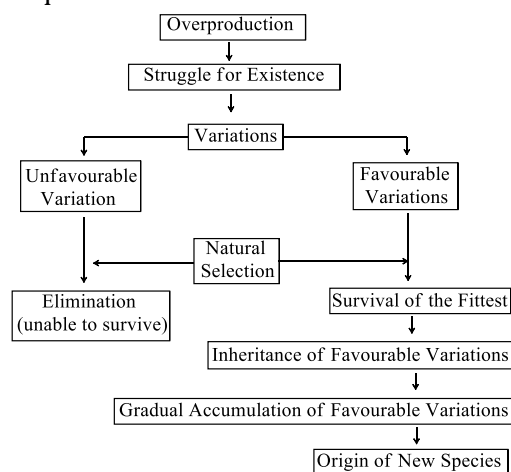 Overproduction
Struggle for Existence
Variations
Unfavourable
Variation
Favourable
Variations
Natural
Selection
Elimination
(unable to survive)
Survival of the Fittest
Inheritance of Favourable Variations
Gradual Accumulation of Favourable Variations
Origin of New Species